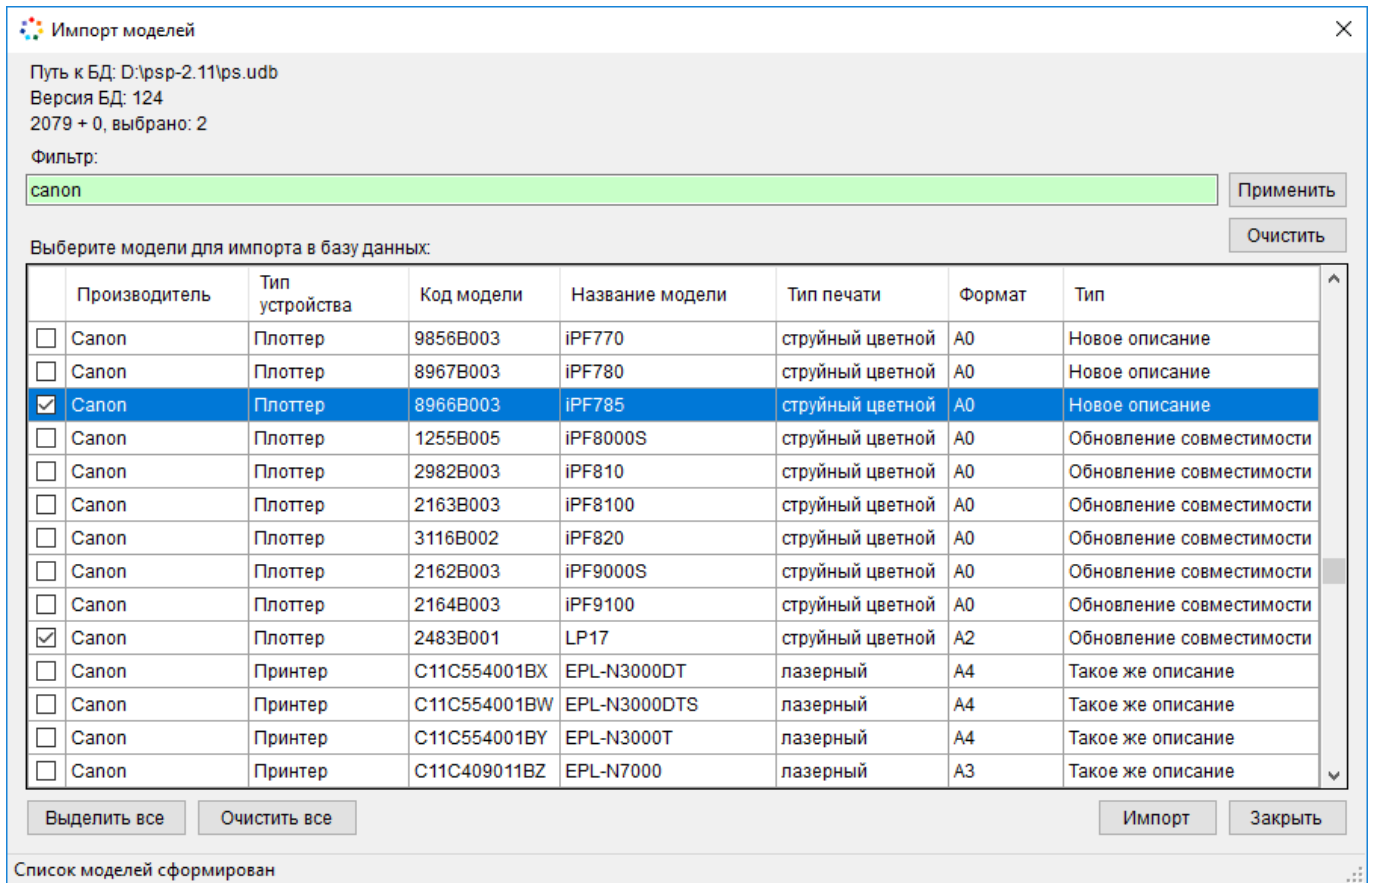 Импорт моделей
Путь к БД: D:\psp-2.11\ps.udb
Версия БД: 124
2079 + 0, выбрано: 2
Фильтр:
canon Применить
Очистить
Выберите модели для импорта в базу данных:
Производитель Тип устройства Код модели Название модели Тип печати Формат Тип
Canon Плоттер 9856B003 iPF770 струйный цветной A0 Новое описание
Canon Плоттер 8967B003 iPF780 струйный цветной A0 Новое описание
Canon Плоттер 8966B003 iPF785 струйный цветной A0 Новое описание
Canon Плоттер 1255B005 iPF8000S струйный цветной A0 Обновление совместимости
Canon Плоттер 2982B003 iPF810 струйный цветной A0 Обновление совместимости
Canon Плоттер 2163B003 iPF8100 струйный цветной A0 Обновление совместимости
Canon Плоттер 3116B002 iPF820 струйный цветной A0 Обновление совместимости
Canon Плоттер 2162B003 iPF9000S струйный цветной A0 Обновление совместимости
Canon Плоттер 2164B003 iPF9100 струйный цветной A0 Обновление совместимости
Canon Плоттер 2483B001 LP17 струйный цветной A2 Обновление совместимости
Canon Принтер C11C554001BX EPL-N3000DT лазерный A4 Такое же описание
Canon Принтер C11C554001BW EPL-N3000DTS лазерный A4 Такое же описание
Canon Принтер C11C554001BY EPL-N3000T лазерный A4 Такое же описание
Canon Принтер C11C409011BZ EPL-N7000 лазерный A3 Такое же описание
Выделить все Очистить все Импорт Закрыть
Список моделей сформирован